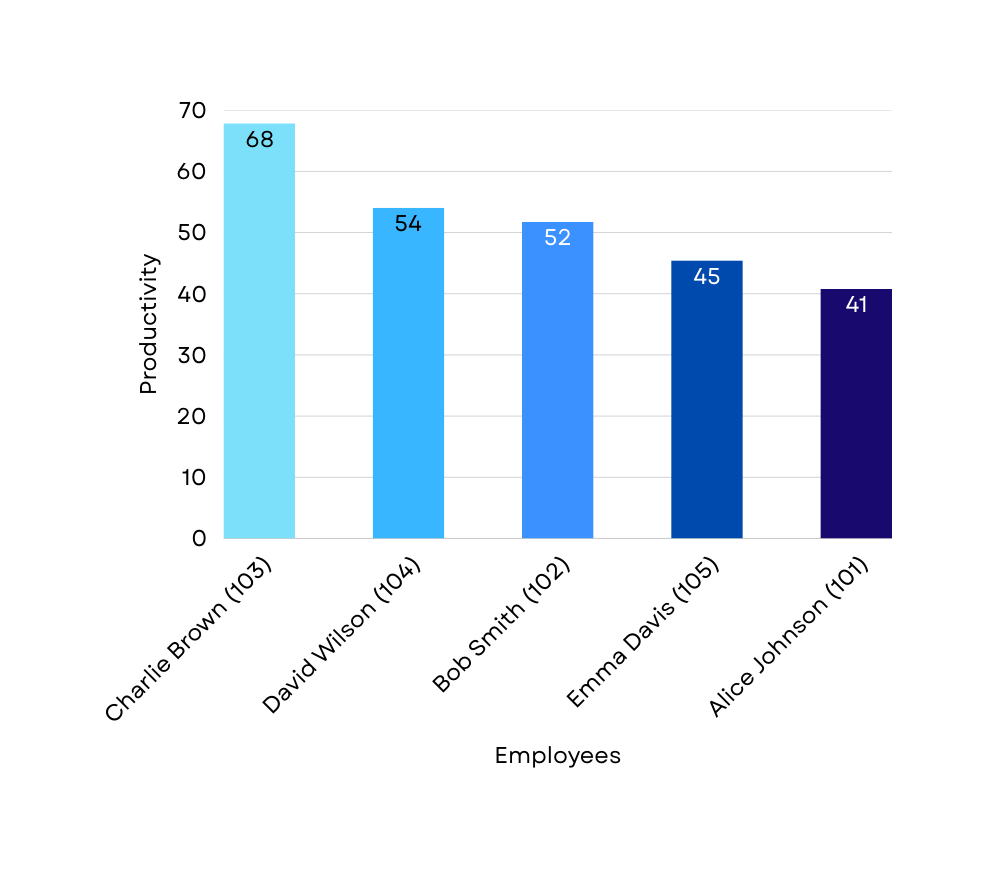 Productivity
70
60
50
40
30
20
10
0
68
54
52
45
41
Charlie Brown (103)
David Wilson (104)
Bob Smith (102)
Emma Davis (105)
Alice Johnson (101)
Employees